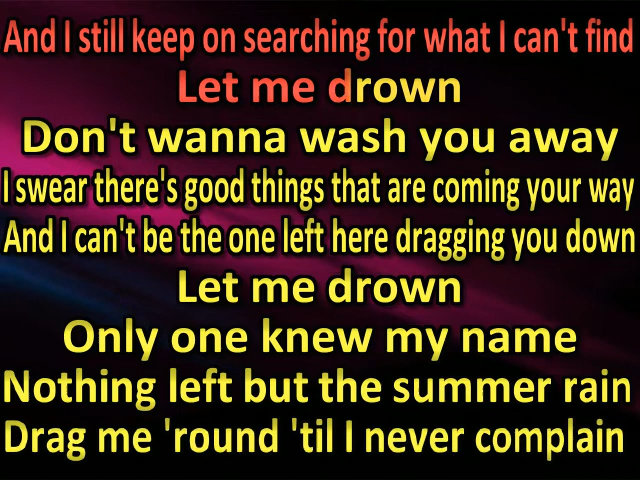 And I still keep on searching for what I can't find
Let me drown
Don't wanna wash you away
I swear there's good things that are coming your way
And I can't be the one left here dragging you down
Let me drown
Only one knew my name
Nothing left but the summer rain
Drag me 'round 'til I never complain